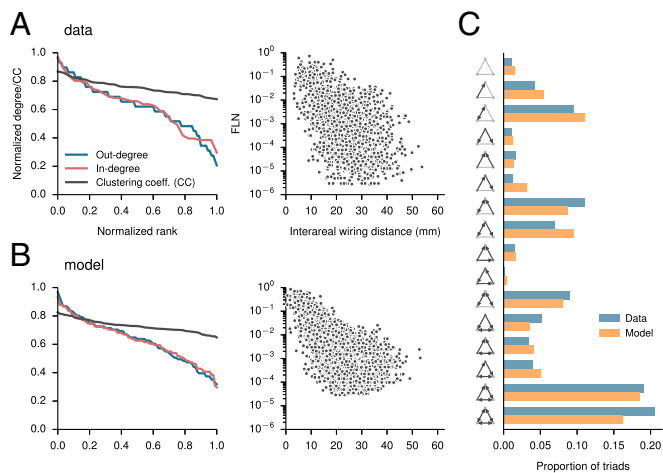 A
data
Normalized degree/CC
1.0
0.8
0.6
0.4
0.2
0.0
Out-degree
In-degree
Clustering coeff. (CC)
0.0 0.2 0.4 0.6 0.8 1.0
Normalized rank
FLN
10⁰
10⁻¹
10⁻²
10⁻³
10⁻⁴
10⁻⁵
10⁻⁶
0 10 20 30 40 50 60
Interareal wiring distance (mm)
B
model
1.0
0.8
0.6
0.4
0.2
0.0
0.0 0.2 0.4 0.6 0.8 1.0
10⁰
10⁻¹
10⁻²
10⁻³
10⁻⁴
10⁻⁵
10⁻⁶
0 10 20 30 40 50 60
C
Data
Model
0.00 0.05 0.10 0.15 0.20
Proportion of triads